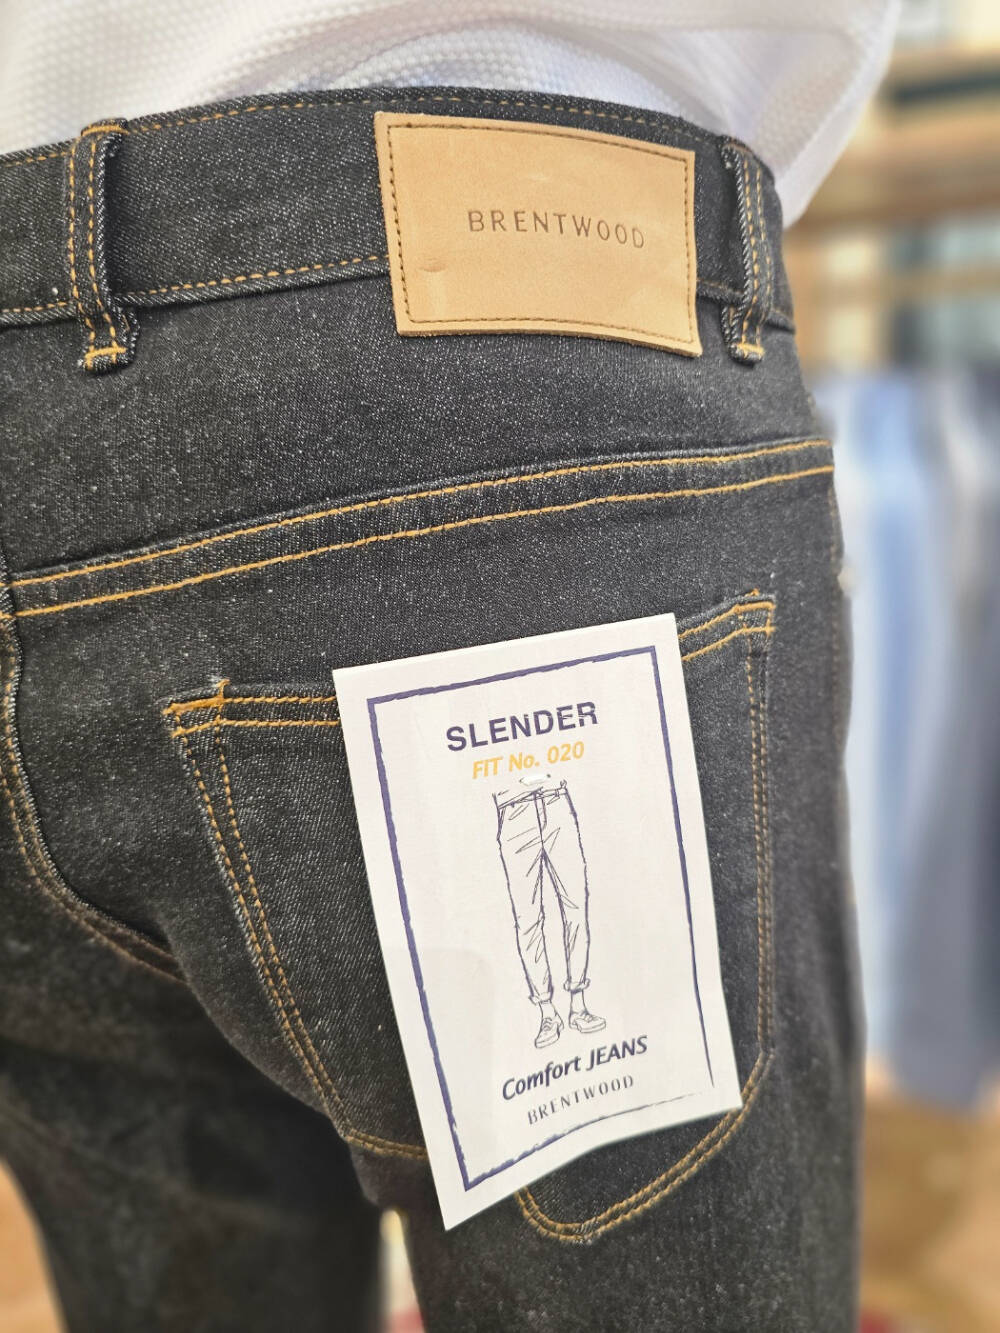 BRENTWOOD
SLENDER
FIT No. 020
Comfort JEANS
BRENTWOOD